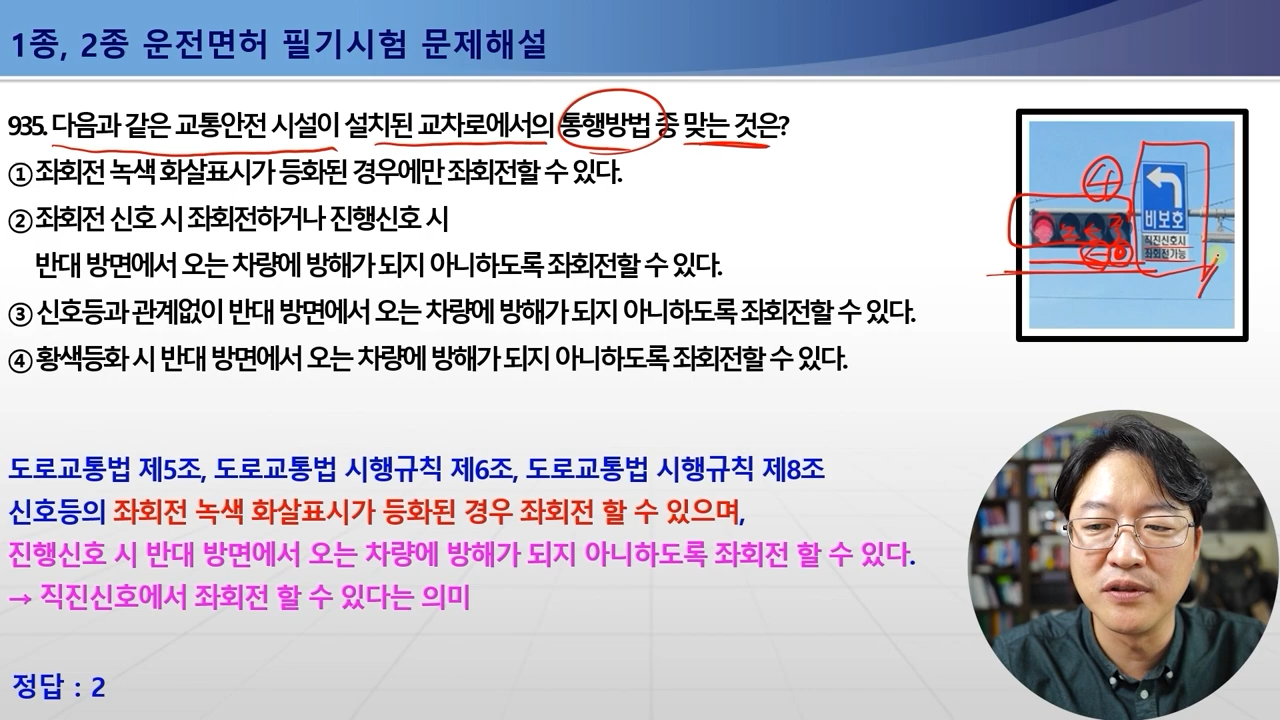 1종, 2종 운전면허 필기시험 문제해설
935. 다음과 같은 교통안전 시설이 설치된 교차로에서의 통행방법 중 맞는 것은?
① 좌회전 녹색 화살표시가 등화된 경우에만 좌회전할 수 있다.
② 좌회전 신호 시 좌회전하거나 진행신호 시
반대 방면에서 오는 차량에 방해가 되지 아니하도록 좌회전할 수 있다.
③ 신호등과 관계없이 반대 방면에서 오는 차량에 방해가 되지 아니하도록 좌회전할 수 있다.
④ 황색등화 시 반대 방면에서 오는 차량에 방해가 되지 아니하도록 좌회전할 수 있다.
4
비보호
직진신호시
좌회전가능
도로교통법 제5조, 도로교통법 시행규칙 제6조, 도로교통법 시행규칙 제8조
신호등의 좌회전 녹색 화살표시가 등화된 경우 좌회전 할 수 있으며,
진행신호 시 반대 방면에서 오는 차량에 방해가 되지 아니하도록 좌회전 할 수 있다.
→ 직진신호에서 좌회전 할 수 있다는 의미
정답 : 2